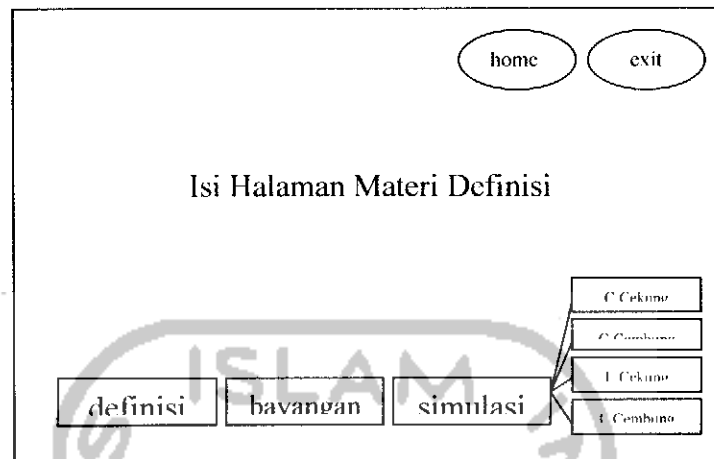 home exit
Isi Halaman Materi Definisi
C Cekung
C Cembung
L Cekung
L Cembung
definisi bayangan simulasi
ISLAM